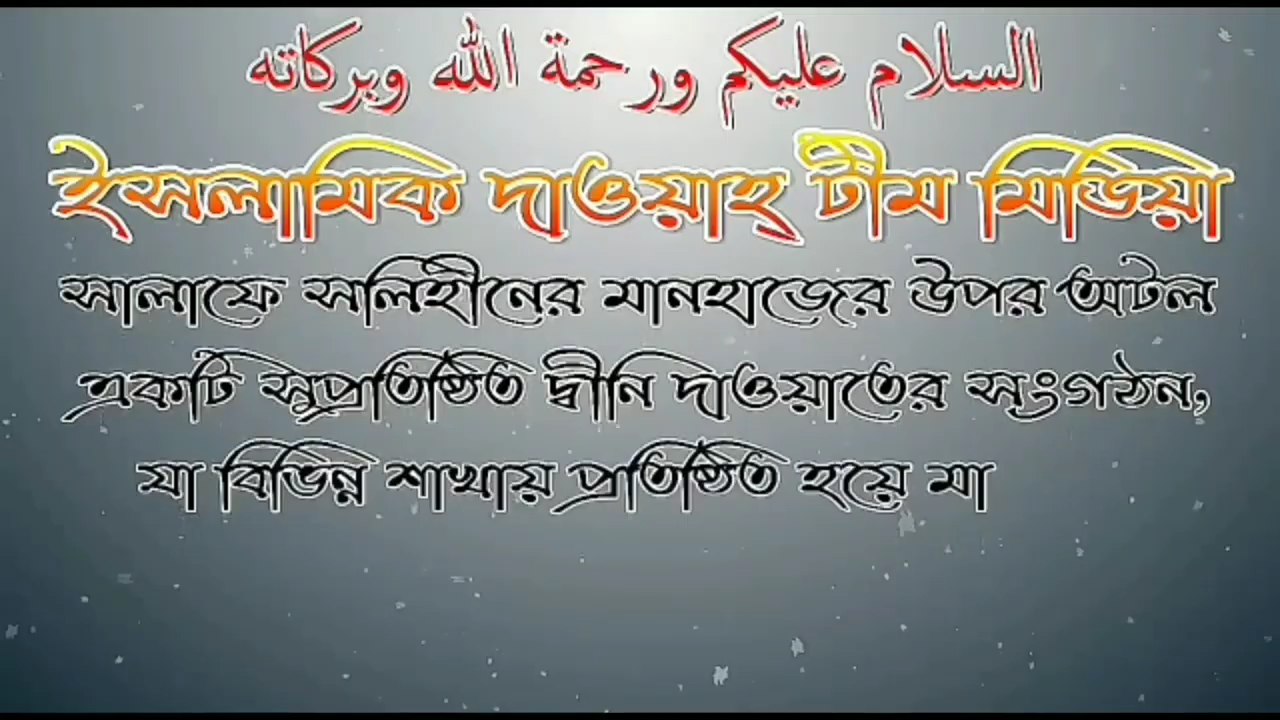 السلام عليكم ورحمة الله وبركاته
ইসলামিক দাওয়াহ্ টীম মিডিয়া
সালাফে সলিহীনের মানহাজের উপর অটল
একটি সুপ্রতিষ্ঠিত দ্বীনি দাওয়াতের সংগঠন,
যা বিভিন্ন শাখায় প্রতিষ্ঠিত হয়ে মা